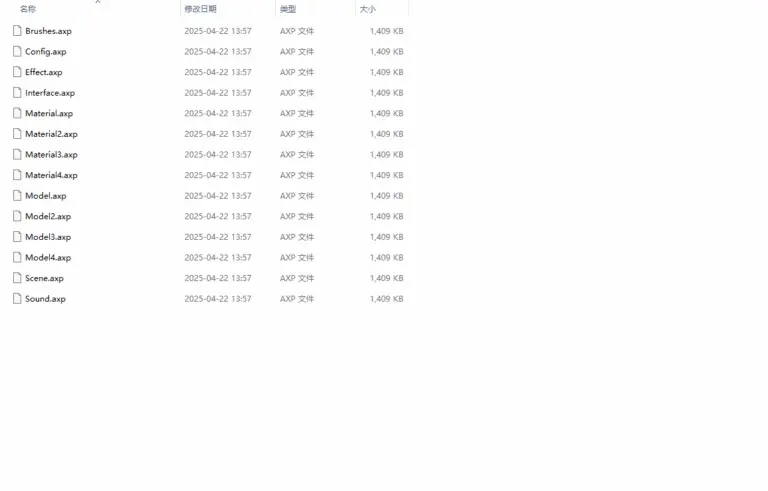 名称 修改日期 类型 大小
Brushes.axp 2025-04-22 13:57 AXP 文件 1,409 KB
Config.axp 2025-04-22 13:57 AXP 文件 1,409 KB
Effect.axp 2025-04-22 13:57 AXP 文件 1,409 KB
Interface.axp 2025-04-22 13:57 AXP 文件 1,409 KB
Material.axp 2025-04-22 13:57 AXP 文件 1,409 KB
Material2.axp 2025-04-22 13:57 AXP 文件 1,409 KB
Material3.axp 2025-04-22 13:57 AXP 文件 1,409 KB
Material4.axp 2025-04-22 13:57 AXP 文件 1,409 KB
Model.axp 2025-04-22 13:57 AXP 文件 1,409 KB
Model2.axp 2025-04-22 13:57 AXP 文件 1,409 KB
Model3.axp 2025-04-22 13:57 AXP 文件 1,409 KB
Model4.axp 2025-04-22 13:57 AXP 文件 1,409 KB
Scene.axp 2025-04-22 13:57 AXP 文件 1,409 KB
Sound.axp 2025-04-22 13:57 AXP 文件 1,409 KB